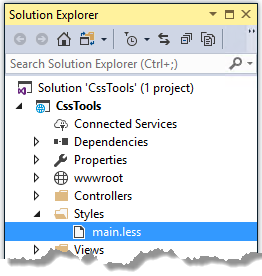 Solution Explorer
Search Solution Explorer (Ctrl+;)
Solution 'CssTools' (1 project)
CssTools
Connected Services
Dependencies
Properties
wwwroot
Controllers
Styles
main.less
Views